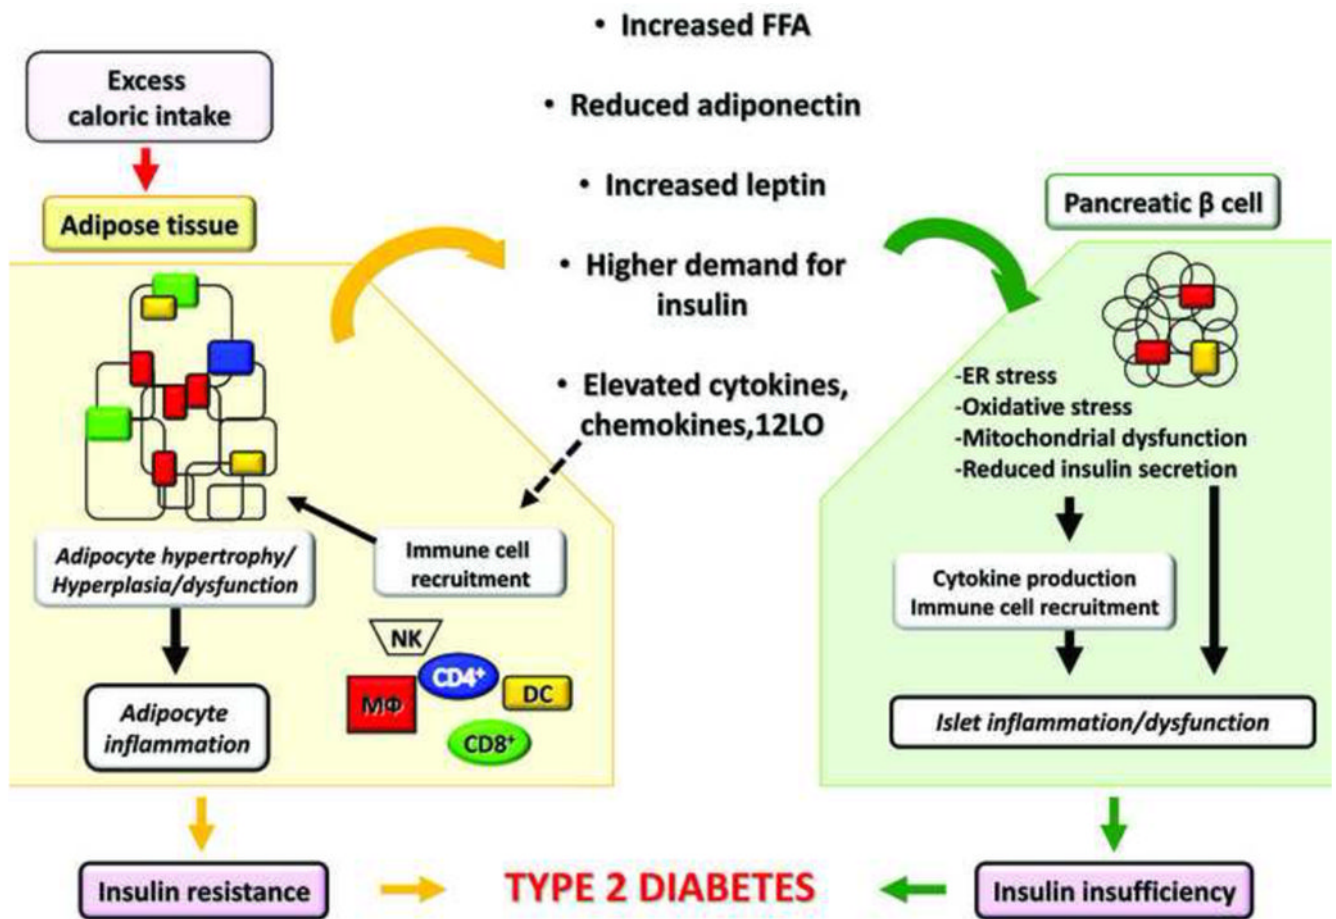 Excess
caloric intake
Adipose tissue
• Increased FFA
• Reduced adiponectin
• Increased leptin
• Higher demand for
insulin
• Elevated cytokines,
chemokines,12LO
Pancreatic β cell
-ER stress
-Oxidative stress
-Mitochondrial dysfunction
-Reduced insulin secretion
Adipocyte hypertrophy/
Hyperplasia/dysfunction
Immune cell
recruitment
NK
CD4⁺
MΦ
DC
CD8⁺
Adipocyte
inflammation
Cytokine production
Immune cell recruitment
Islet inflammation/dysfunction
Insulin resistance
TYPE 2 DIABETES
Insulin insufficiency